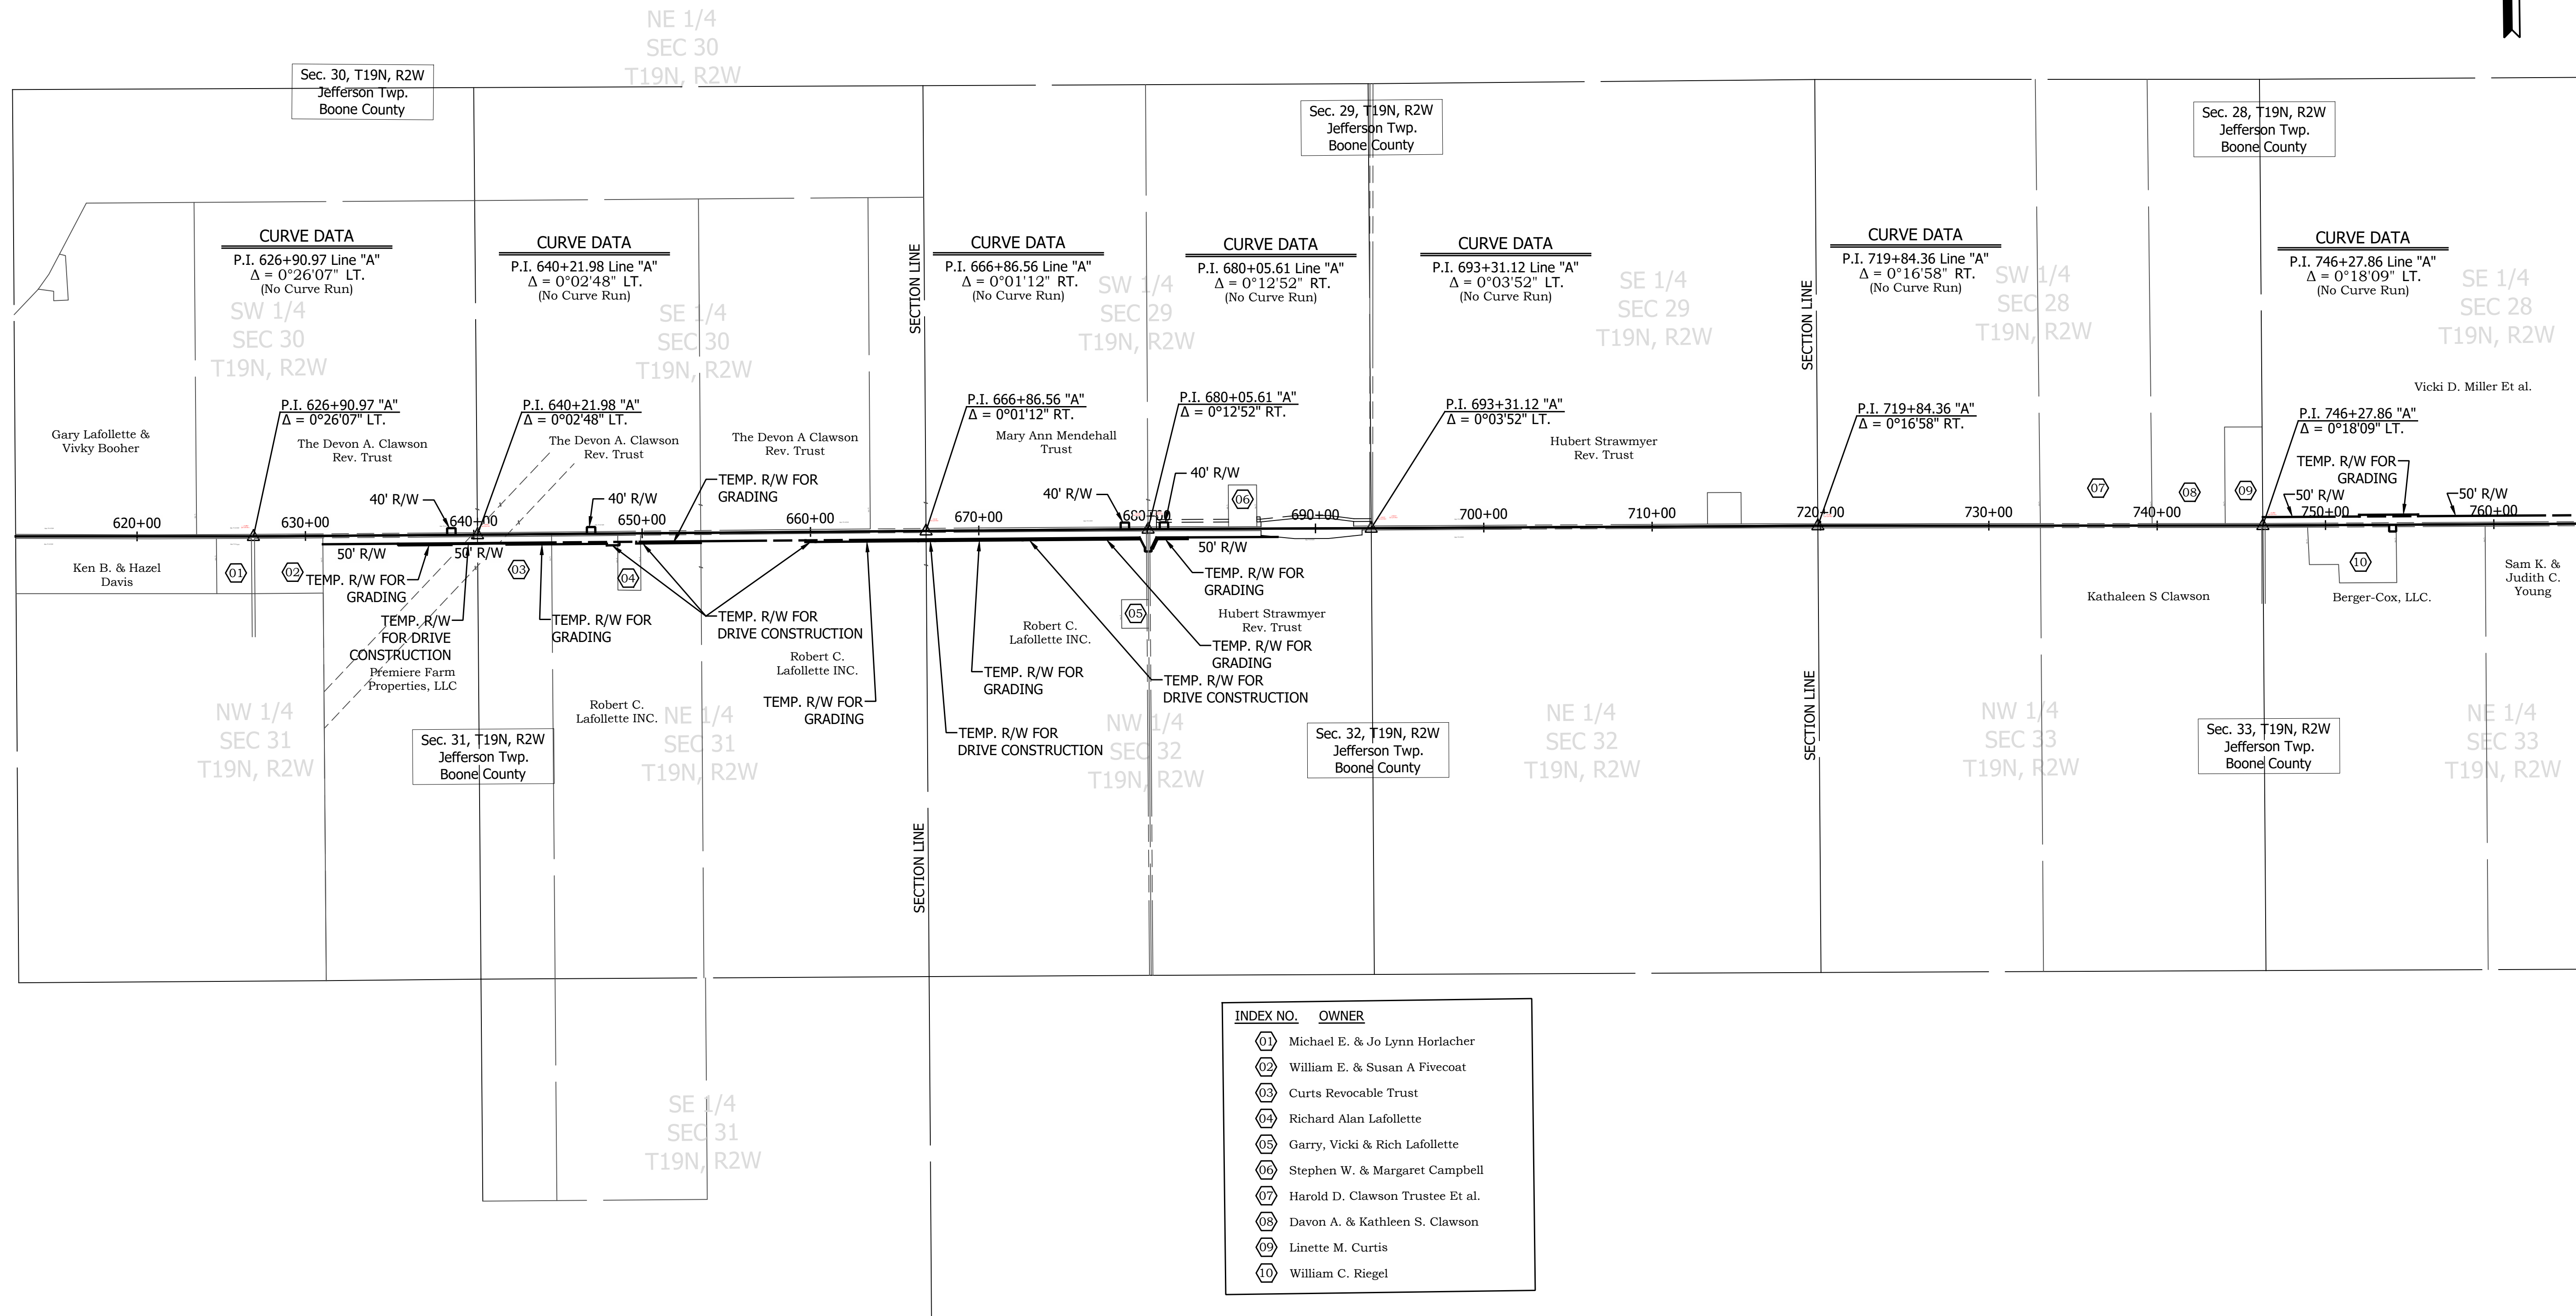 NE 1/4
SEC 30
T19N, R2W
Sec. 30, T19N, R2W
Jefferson Twp.
Boone County
Sec. 29, T19N, R2W
Jefferson Twp.
Boone County
Sec. 28, T19N, R2W
Jefferson Twp.
Boone County
CURVE DATA
P.I. 626+90.97 Line "A"
Δ = 0°26'07" LT.
(No Curve Run)
CURVE DATA
P.I. 640+21.98 Line "A"
Δ = 0°02'48" LT.
(No Curve Run)
CURVE DATA
P.I. 666+86.56 Line "A"
Δ = 0°01'12" RT.
(No Curve Run)
CURVE DATA
P.I. 680+05.61 Line "A"
Δ = 0°12'52" RT.
(No Curve Run)
CURVE DATA
P.I. 693+31.12 Line "A"
Δ = 0°03'52" LT.
(No Curve Run)
CURVE DATA
P.I. 719+84.36 Line "A"
Δ = 0°16'58" RT.
(No Curve Run)
CURVE DATA
P.I. 746+27.86 Line "A"
Δ = 0°18'09" LT.
(No Curve Run)
SECTION LINE
SECTION LINE
SW 1/4
SEC 30
T19N, R2W
SE 1/4
SEC 30
T19N, R2W
SW 1/4
SEC 29
T19N, R2W
SE 1/4
SEC 29
T19N, R2W
SW 1/4
SEC 28
T19N, R2W
SE 1/4
SEC 28
T19N, R2W
P.I. 626+90.97 "A"
Δ = 0°26'07" LT.
P.I. 640+21.98 "A"
Δ = 0°02'48" LT.
P.I. 666+86.56 "A"
Δ = 0°01'12" RT.
P.I. 680+05.61 "A"
Δ = 0°12'52" RT.
P.I. 693+31.12 "A"
Δ = 0°03'52" LT.
P.I. 719+84.36 "A"
Δ = 0°16'58" RT.
P.I. 746+27.86 "A"
Δ = 0°18'09" LT.
Vicki D. Miller Et al.
Gary Lafollette &
Vivky Booher
The Devon A. Clawson
Rev. Trust
The Devon A. Clawson
Rev. Trust
The Devon A Clawson
Rev. Trust
Mary Ann Mendehall
Trust
Hubert Strawmyer
Rev. Trust
TEMP. R/W FOR
GRADING
TEMP. R/W FOR
GRADING
40' R/W
40' R/W
40' R/W
40' R/W
06
07
08
09
50' R/W
50' R/W
620+00
630+00
640+00
650+00
660+00
670+00
680+00
690+00
700+00
710+00
720+00
730+00
740+00
750+00
760+00
50' R/W
50' R/W
50' R/W
Ken B. & Hazel
Davis
01
02
03
04
05
10
TEMP. R/W FOR
GRADING
TEMP. R/W
FOR DRIVE
CONSTRUCTION
TEMP. R/W FOR
GRADING
TEMP. R/W FOR
DRIVE CONSTRUCTION
TEMP. R/W FOR
GRADING
Hubert Strawmyer
Rev. Trust
TEMP. R/W FOR
GRADING
TEMP. R/W FOR
DRIVE CONSTRUCTION
Robert C.
Lafollette INC.
Robert C.
Lafollette INC.
Robert C.
Lafollette INC.
Premiere Farm
Properties, LLC
TEMP. R/W FOR
GRADING
TEMP. R/W FOR
GRADING
TEMP. R/W FOR
DRIVE CONSTRUCTION
Kathaleen S Clawson
Berger-Cox, LLC.
Sam K. &
Judith C.
Young
NW 1/4
SEC 31
T19N, R2W
Sec. 31, T19N, R2W
Jefferson Twp.
Boone County
NE 1/4
SEC 31
T19N, R2W
NW 1/4
SEC 32
T19N, R2W
Sec. 32, T19N, R2W
Jefferson Twp.
Boone County
NE 1/4
SEC 32
T19N, R2W
SECTION LINE
SECTION LINE
NW 1/4
SEC 33
T19N, R2W
Sec. 33, T19N, R2W
Jefferson Twp.
Boone County
NE 1/4
SEC 33
T19N, R2W
SE 1/4
SEC 31
T19N, R2W
INDEX NO. OWNER
01 Michael E. & Jo Lynn Horlacher
02 William E. & Susan A Fivecoat
03 Curts Revocable Trust
04 Richard Alan Lafollette
05 Garry, Vicki & Rich Lafollette
06 Stephen W. & Margaret Campbell
07 Harold D. Clawson Trustee Et al.
08 Davon A. & Kathleen S. Clawson
09 Linette M. Curtis
10 William C. Riegel